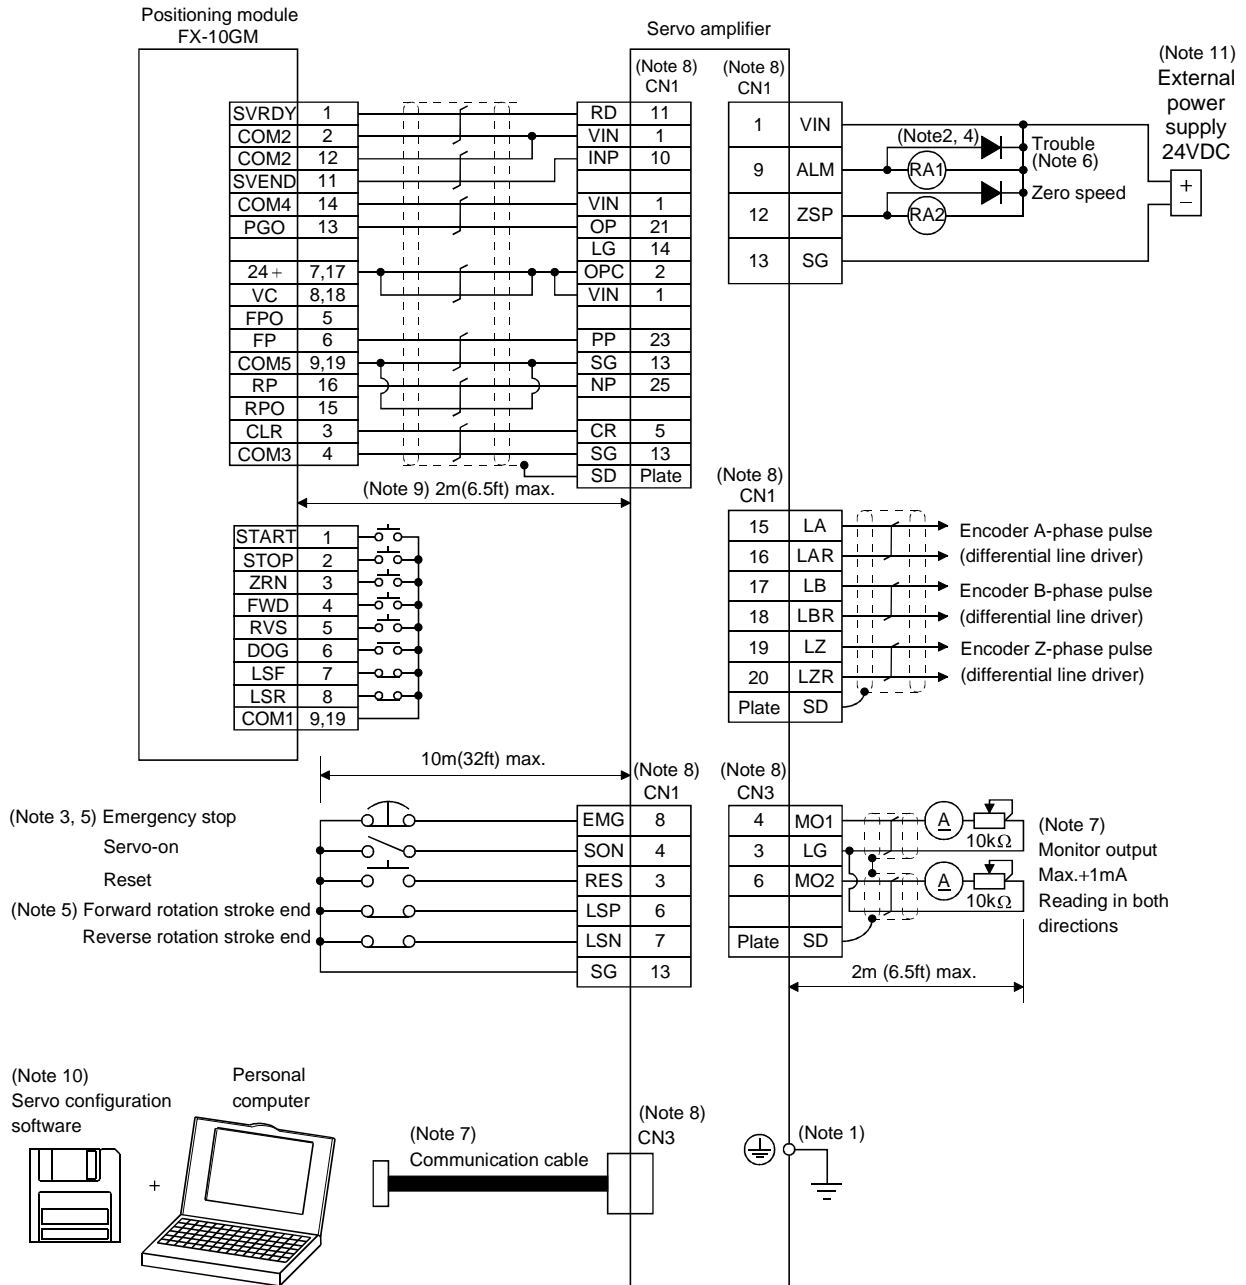 Positioning module
FX-10GM
Servo amplifier
(Note 8)
CN1
(Note 8)
CN1
(Note 11)
External
power
supply
24VDC
SVRDY 1
COM2 2
COM2 12
SVEND 11
COM4 14
PGO 13
24+ 7,17
VC 8,18
FPO 5
FP 6
COM5 9,19
RP 16
RPO 15
CLR 3
COM3 4
RD 11
VIN 1
INP 10
VIN 1
OP 21
LG 14
OPC 2
VIN 1
PP 23
SG 13
NP 25
CR 5
SG 13
SD Plate
1 VIN
9 ALM
12 ZSP
13 SG
(Note2, 4)
RA1
RA2
Trouble
(Note 6)
Zero speed
+
−
(Note 9) 2m(6.5ft) max.
START 1
STOP 2
ZRN 3
FWD 4
RVS 5
DOG 6
LSF 7
LSR 8
COM1 9,19
(Note 8)
CN1
15 LA
16 LAR
17 LB
18 LBR
19 LZ
20 LZR
Plate SD
Encoder A-phase pulse
(differential line driver)
Encoder B-phase pulse
(differential line driver)
Encoder Z-phase pulse
(differential line driver)
10m(32ft) max.
(Note 8)
CN1
(Note 3, 5) Emergency stop
Servo-on
Reset
(Note 5) Forward rotation stroke end
Reverse rotation stroke end
EMG 8
SON 4
RES 3
LSP 6
LSN 7
SG 13
(Note 8)
CN3
4 MO1
3 LG
6 MO2
Plate SD
A
10kΩ
A
10kΩ
(Note 7)
Monitor output
Max.+1mA
Reading in both
directions
2m (6.5ft) max.
(Note 10)
Servo configuration
software
+
Personal
computer
(Note 7)
Communication cable
(Note 8)
CN3
(Note 1)